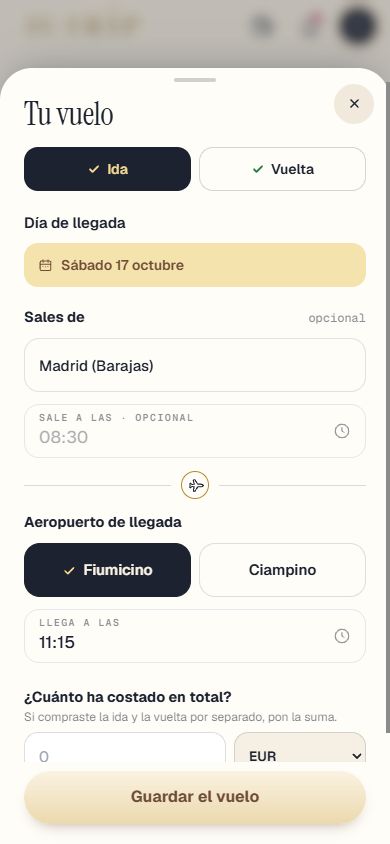 Tu vuelo
Ida
Vuelta
Día de llegada
Sábado 17 octubre
Sales de
opcional
Madrid (Barajas)
SALE A LAS · OPCIONAL
08:30
Aeropuerto de llegada
Fiumicino
Ciampino
LLEGA A LAS
11:15
¿Cuánto ha costado en total?
Si compraste la ida y la vuelta por separado, pon la suma.
0
EUR
Guardar el vuelo